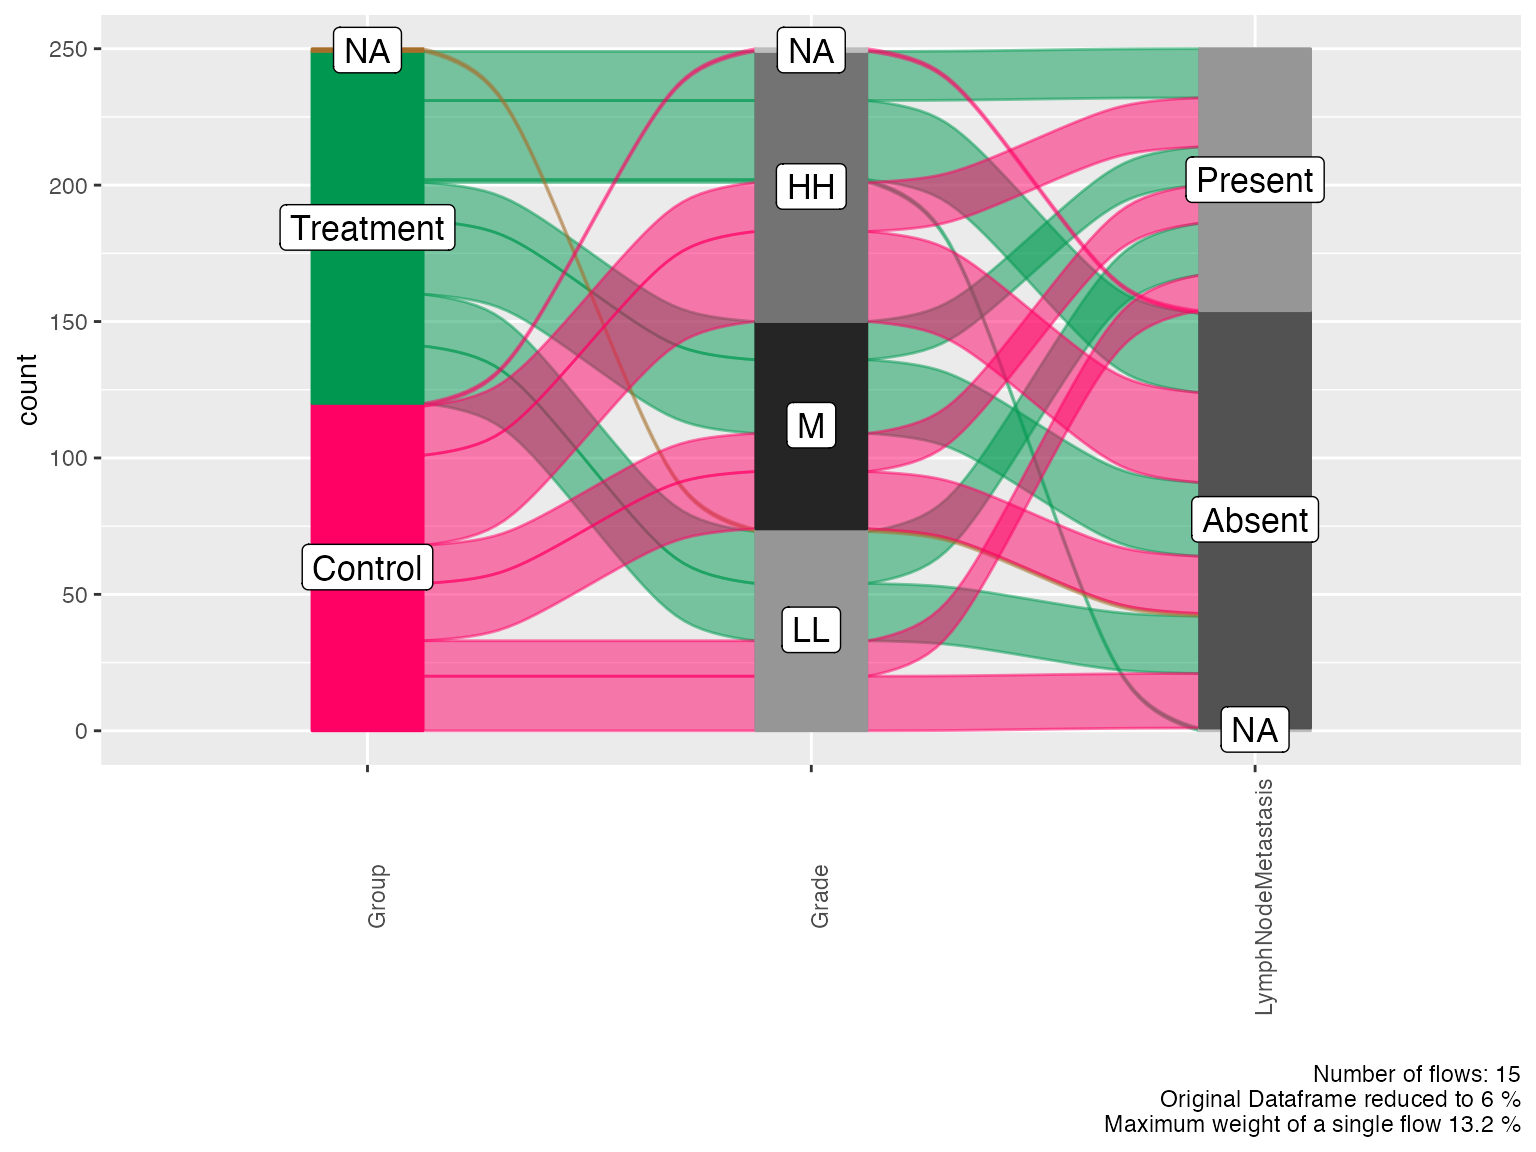 count
250
200
150
100
50
0
NA
Treatment
Control
NA
HH
M
LL
Present
Absent
NA
Group
Grade
LymphNodeMetastasis
Number of flows: 15
Original Dataframe reduced to 6 %
Maximum weight of a single flow 13.2 %